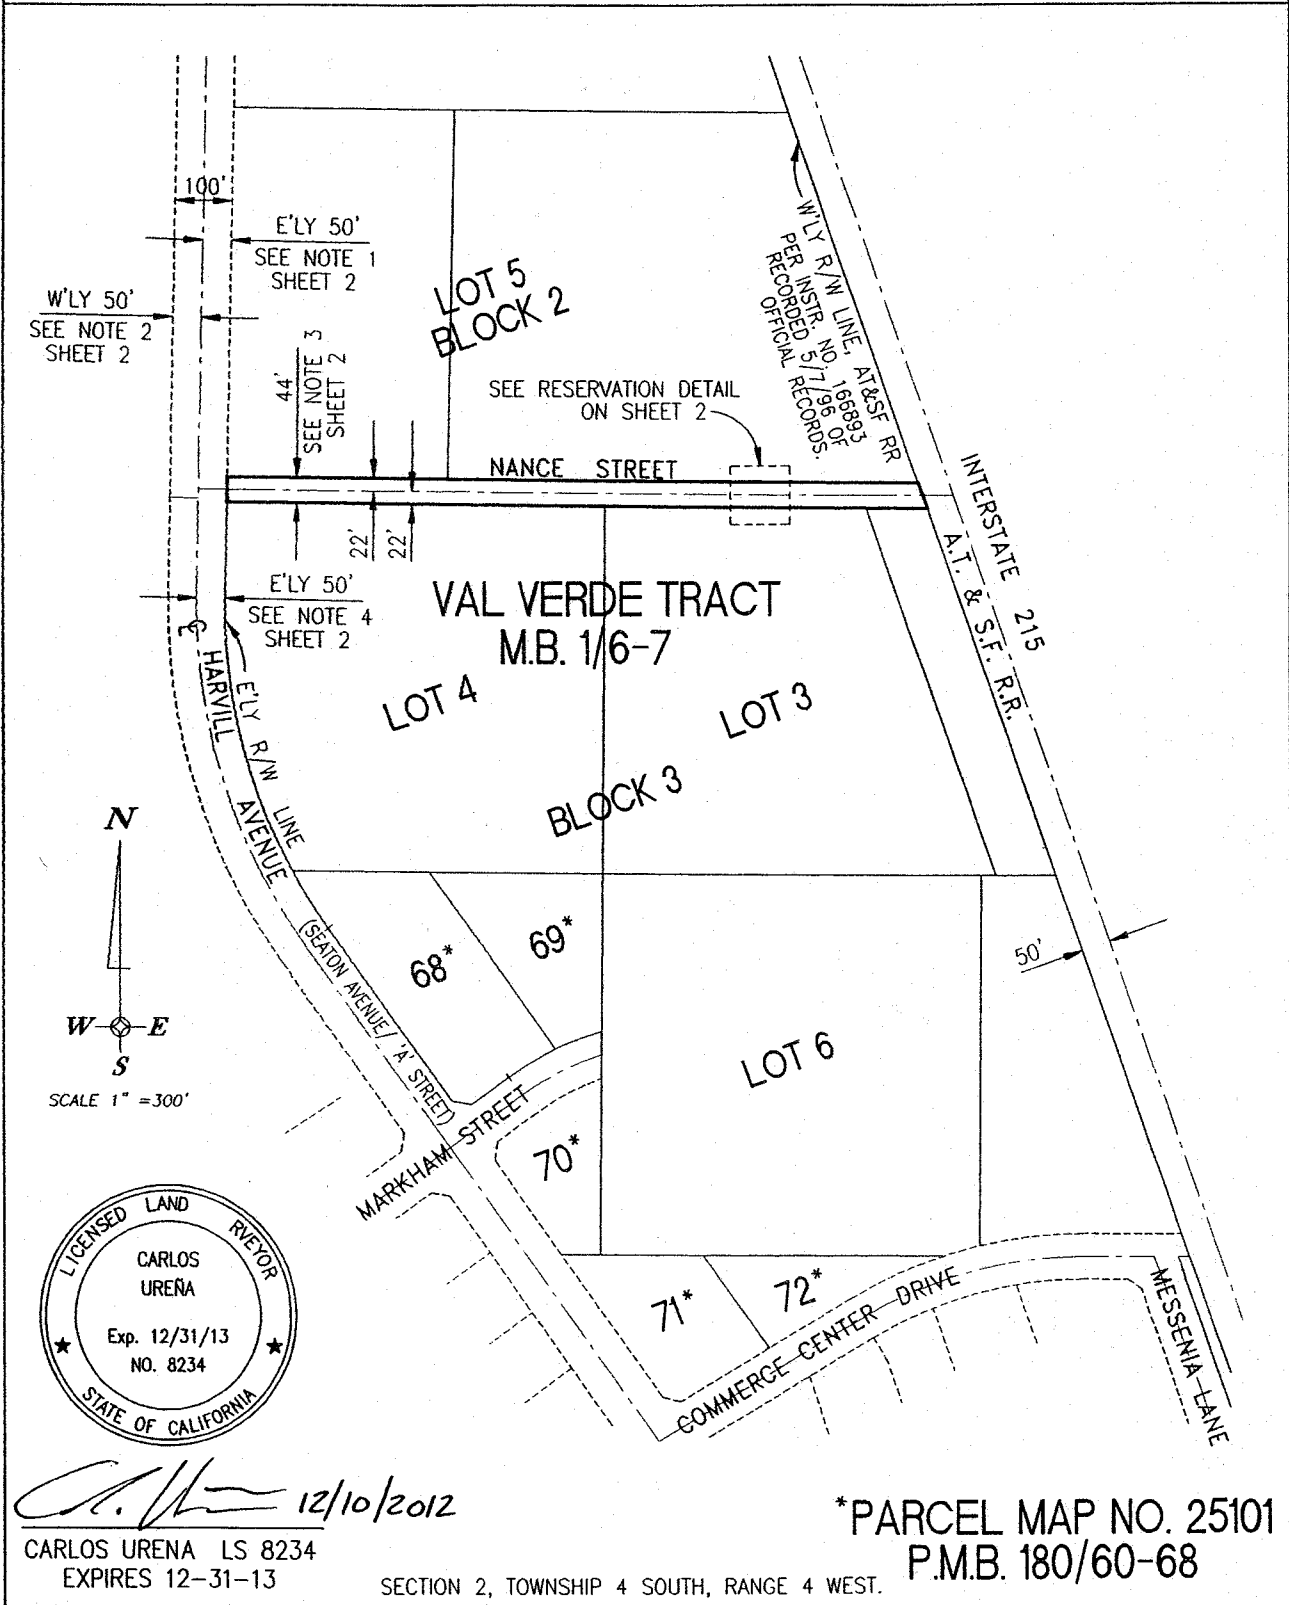 100'
E'LY 50'
SEE NOTE 1
SHEET 2
W'LY 50'
SEE NOTE 2
SHEET 2
44'
SEE NOTE 3
SHEET 2
LOT 5
BLOCK 2
W'LY R/W LINE, AT&SF RR
PER INSTR. NO. 166893
RECORDED 5/7/96 OF
OFFICIAL RECORDS.
SEE RESERVATION DETAIL
ON SHEET 2
NANCE STREET
22'
22'
INTERSTATE 215
A.T. & S.F. R.R.
E'LY 50'
SEE NOTE 4
SHEET 2
VAL VERDE TRACT
M.B. 1/6-7
HARVILL AVENUE
E'LY R/W LINE
LOT 4
LOT 3
BLOCK 3
N
W E
S
SCALE 1" =300'
(SEATON AVENUE/ 'A' STREET)
68*
69*
50'
LOT 6
MARKHAM STREET
70*
71*
72*
COMMERCE CENTER DRIVE
MESSENIA LANE
LICENSED LAND RVEYOR
CARLOS
UREÑA
Exp. 12/31/13
NO. 8234
STATE OF CALIFORNIA
12/10/2012
CARLOS URENA LS 8234
EXPIRES 12-31-13
SECTION 2, TOWNSHIP 4 SOUTH, RANGE 4 WEST.
*PARCEL MAP NO. 25101
P.M.B. 180/60-68